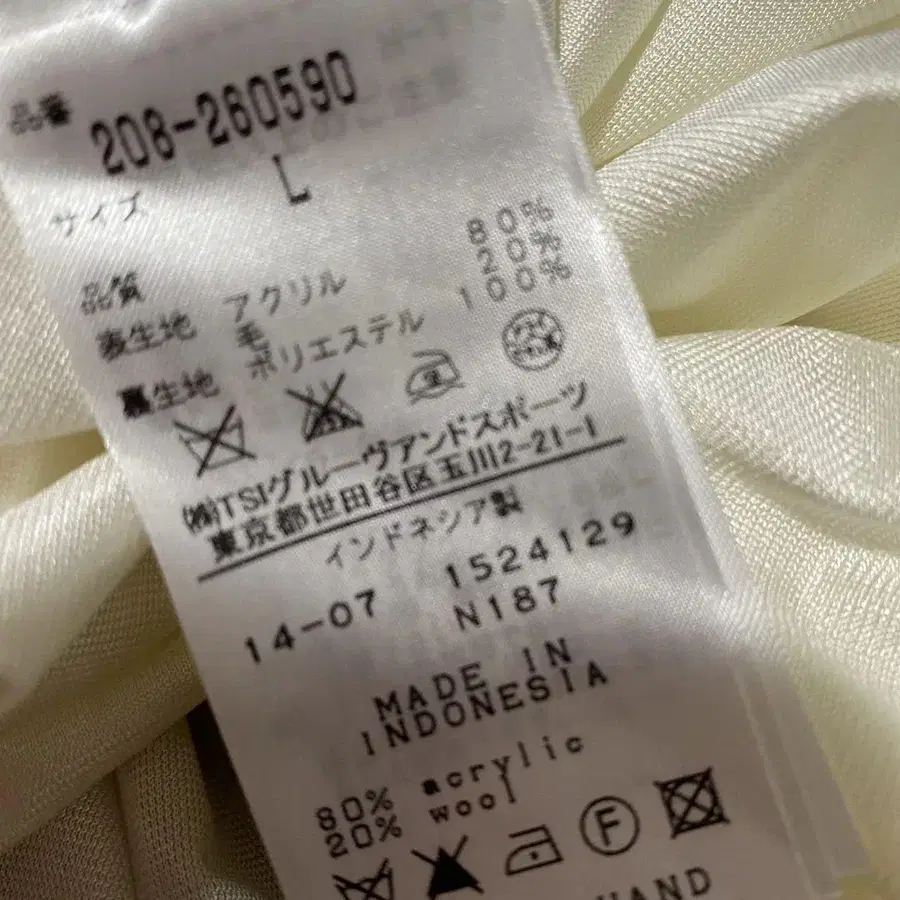 品番 208-260590
サイズ L
品質
表生地 アクリル 80%
毛 20%
裏生地 ポリエステル 100%
㈱TSIグルーヴアンドスポーツ
東京都世田谷区玉川2-21-1
インドネシア製
14-07 1524129
N187
MADE IN
INDONESIA
80% acrylic
20% wool
F
HAND